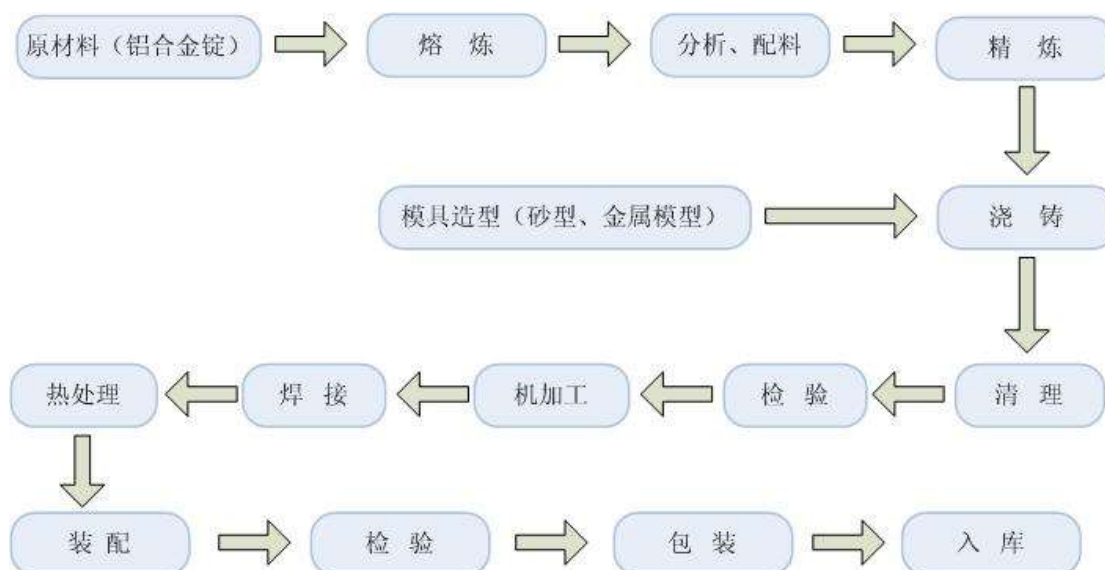 原材料（铝合金锭）
熔 炼
分析、配料
精 炼
模具造型（砂型、金属模型）
浇 铸
清 理
检 验
机加工
焊 接
热处理
装 配
检 验
包 装
入 库